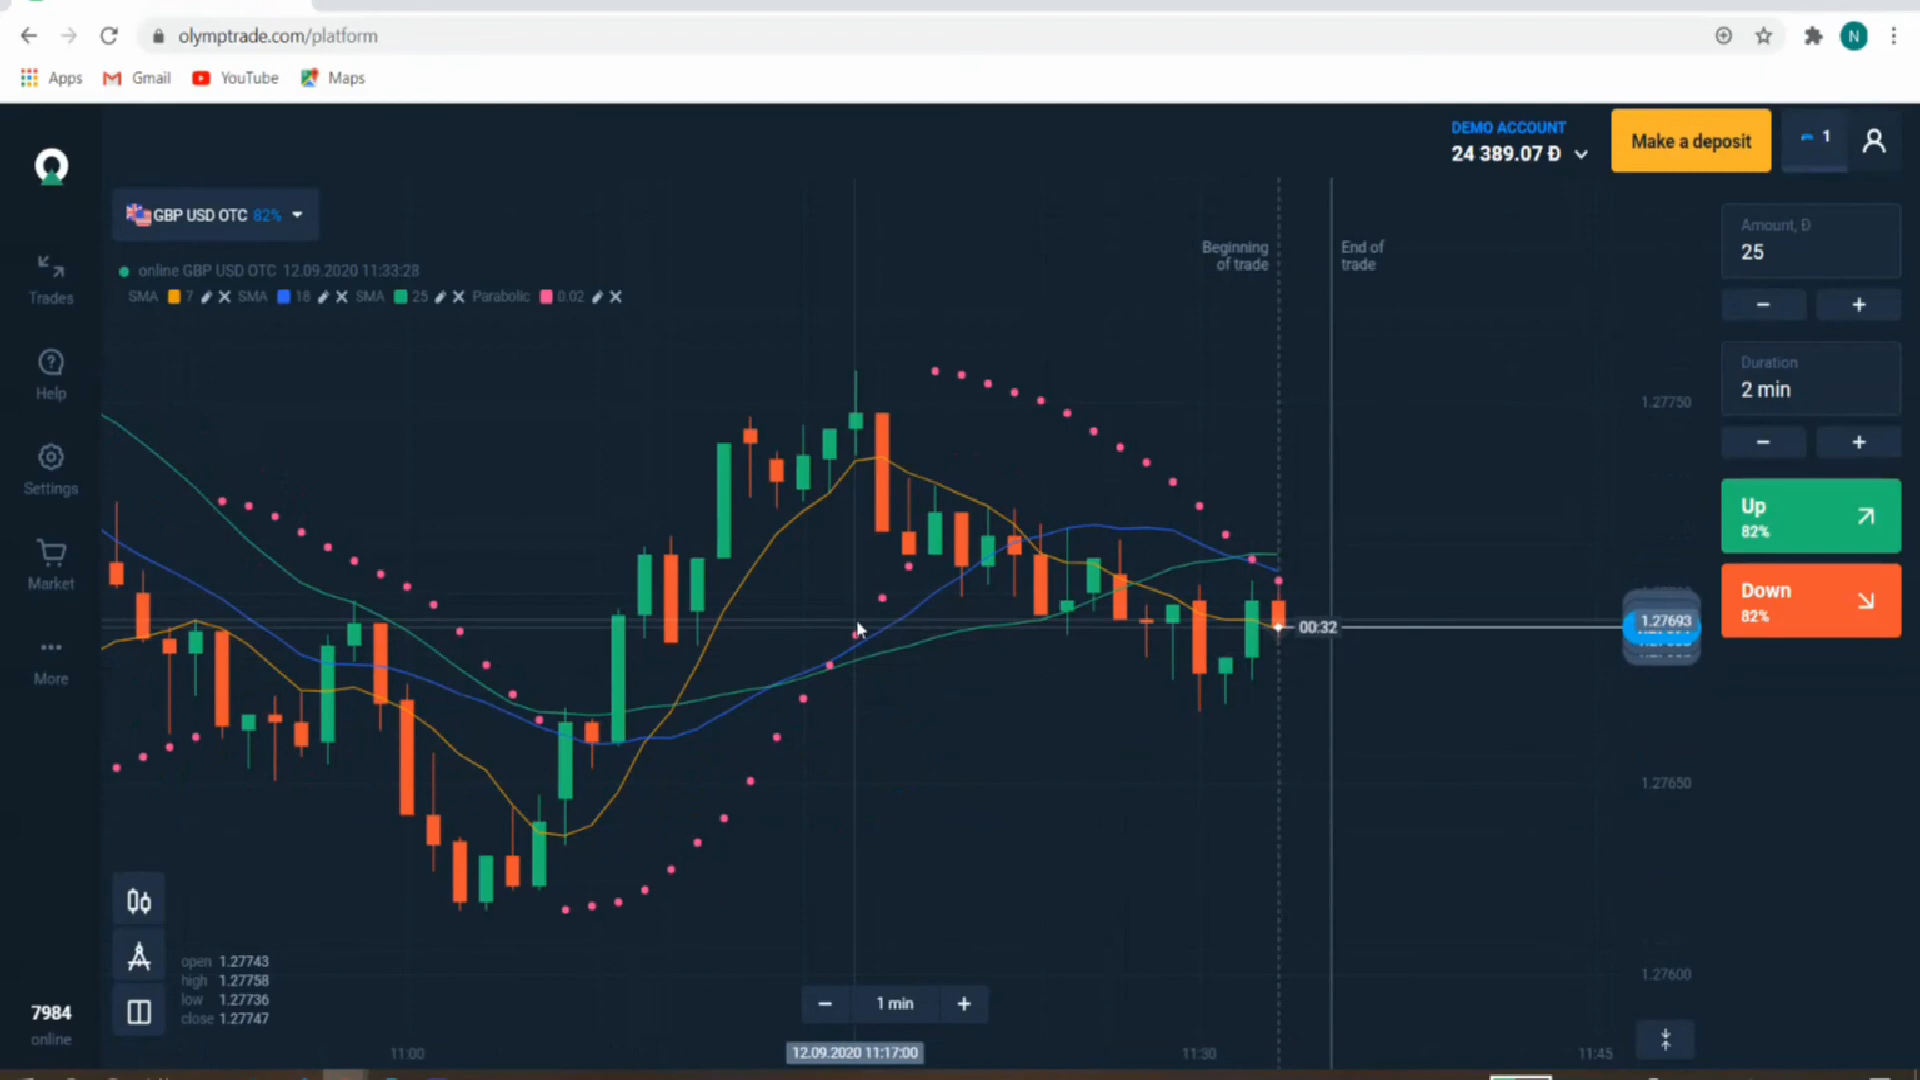 olymptrade.com/platform
N
Apps Gmail YouTube Maps
DEMO ACCOUNT
24 389.07 Đ
Make a deposit
1
GBP USD OTC 82%
online GBP USD OTC 12.09.2020 11:33:28
SMA 7 SMA 18 SMA 25 Parabolic 0.02
Beginning
of trade
End of
trade
Trades
Help
Settings
Market
More
7984
online
Amount, Đ
25
− +
Duration
2 min
− +
Up
82%
Down
82%
1.27750
00:32
1.27693
1.27650
1.27600
open 1.27743
high 1.27758
low 1.27736
close 1.27747
− 1 min +
11:00
12.09.2020 11:17:00
11:30
11:45